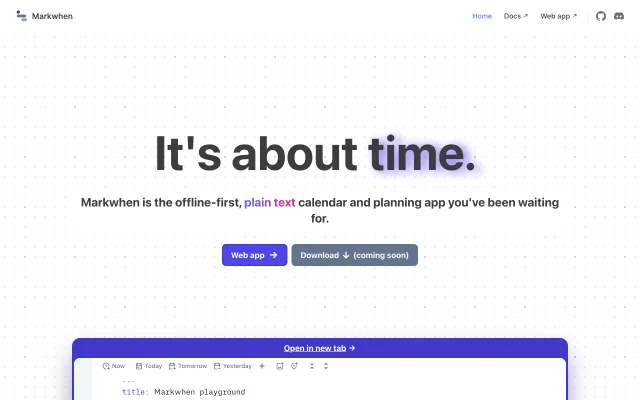 Markwhen
Home Docs ↗ Web app ↗
It's about time.
Markwhen is the offline-first, plain text calendar and planning app you've been waiting
for.
Web app → Download ↓ (coming soon)
Open in new tab →
Now Today Tomorrow Yesterday +
---
title: Markwhen playground